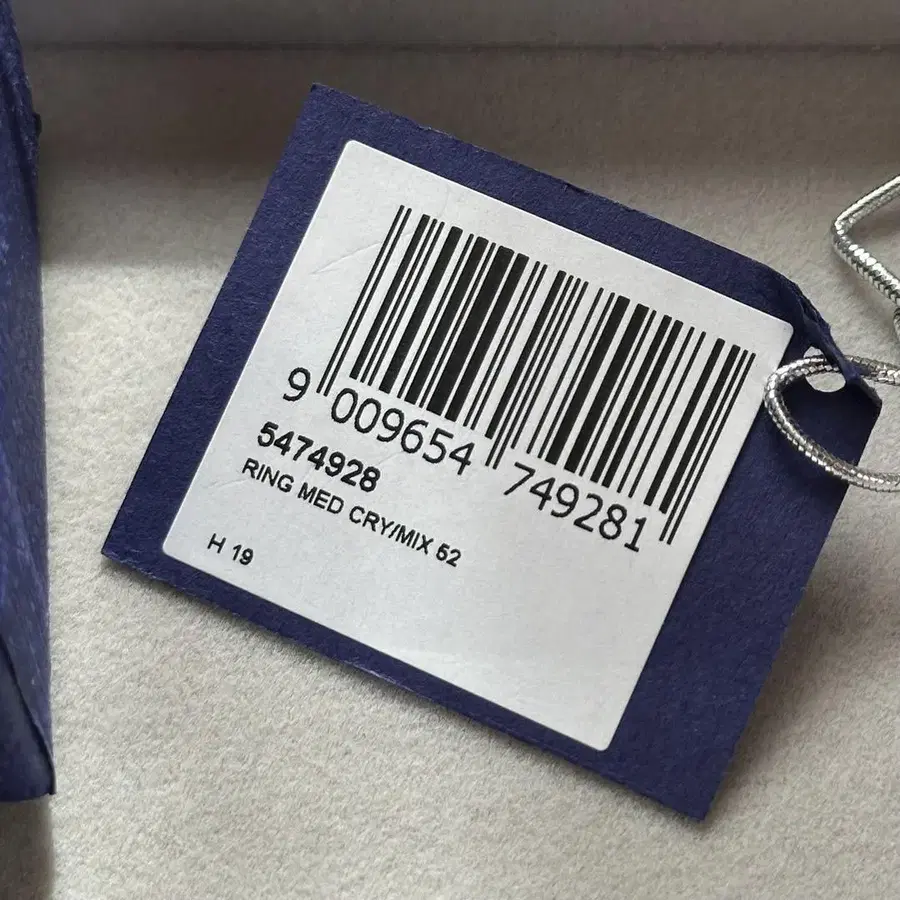 9 009654 749281
5474928
RING MED CRY/MIX 52
H 19